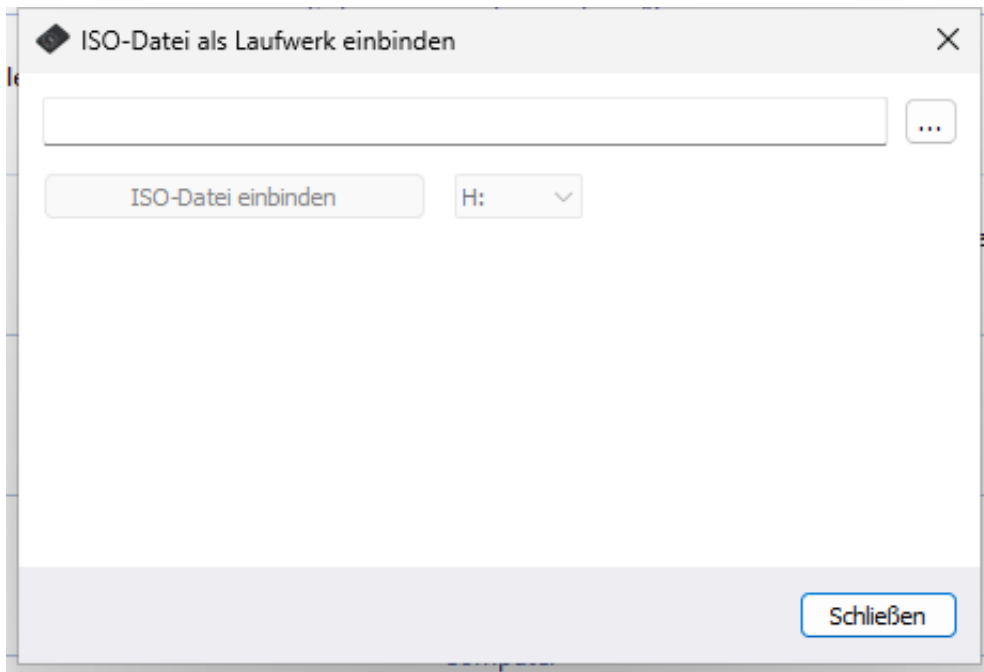 ISO-Datei als Laufwerk einbinden
...
ISO-Datei einbinden
H:
Schließen